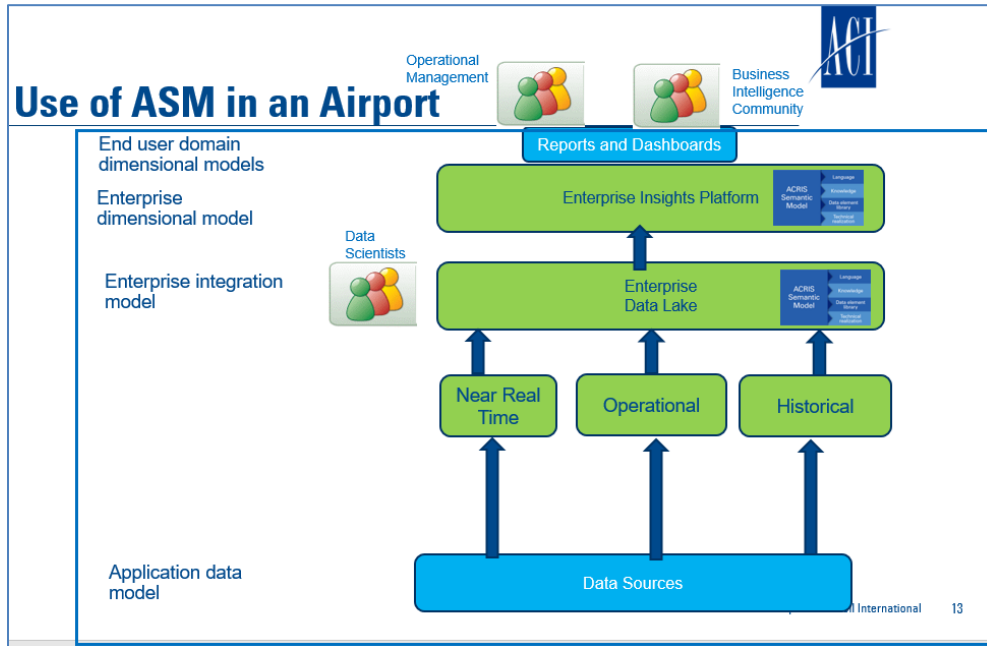 ACI
Operational
Management
Business
Intelligence
Community
Use of ASM in an Airport
End user domain
dimensional models
Reports and Dashboards
Enterprise
dimensional model
Enterprise Insights Platform
ACRIS
Semantic
Model
Language
Knowledge
Data element
library
Technical
realization
Data
Scientists
Enterprise integration
model
Enterprise
Data Lake
ACRIS
Semantic
Model
Language
Knowledge
Data element
library
Technical
realization
Near Real
Time
Operational
Historical
Application data
model
Data Sources
International
13